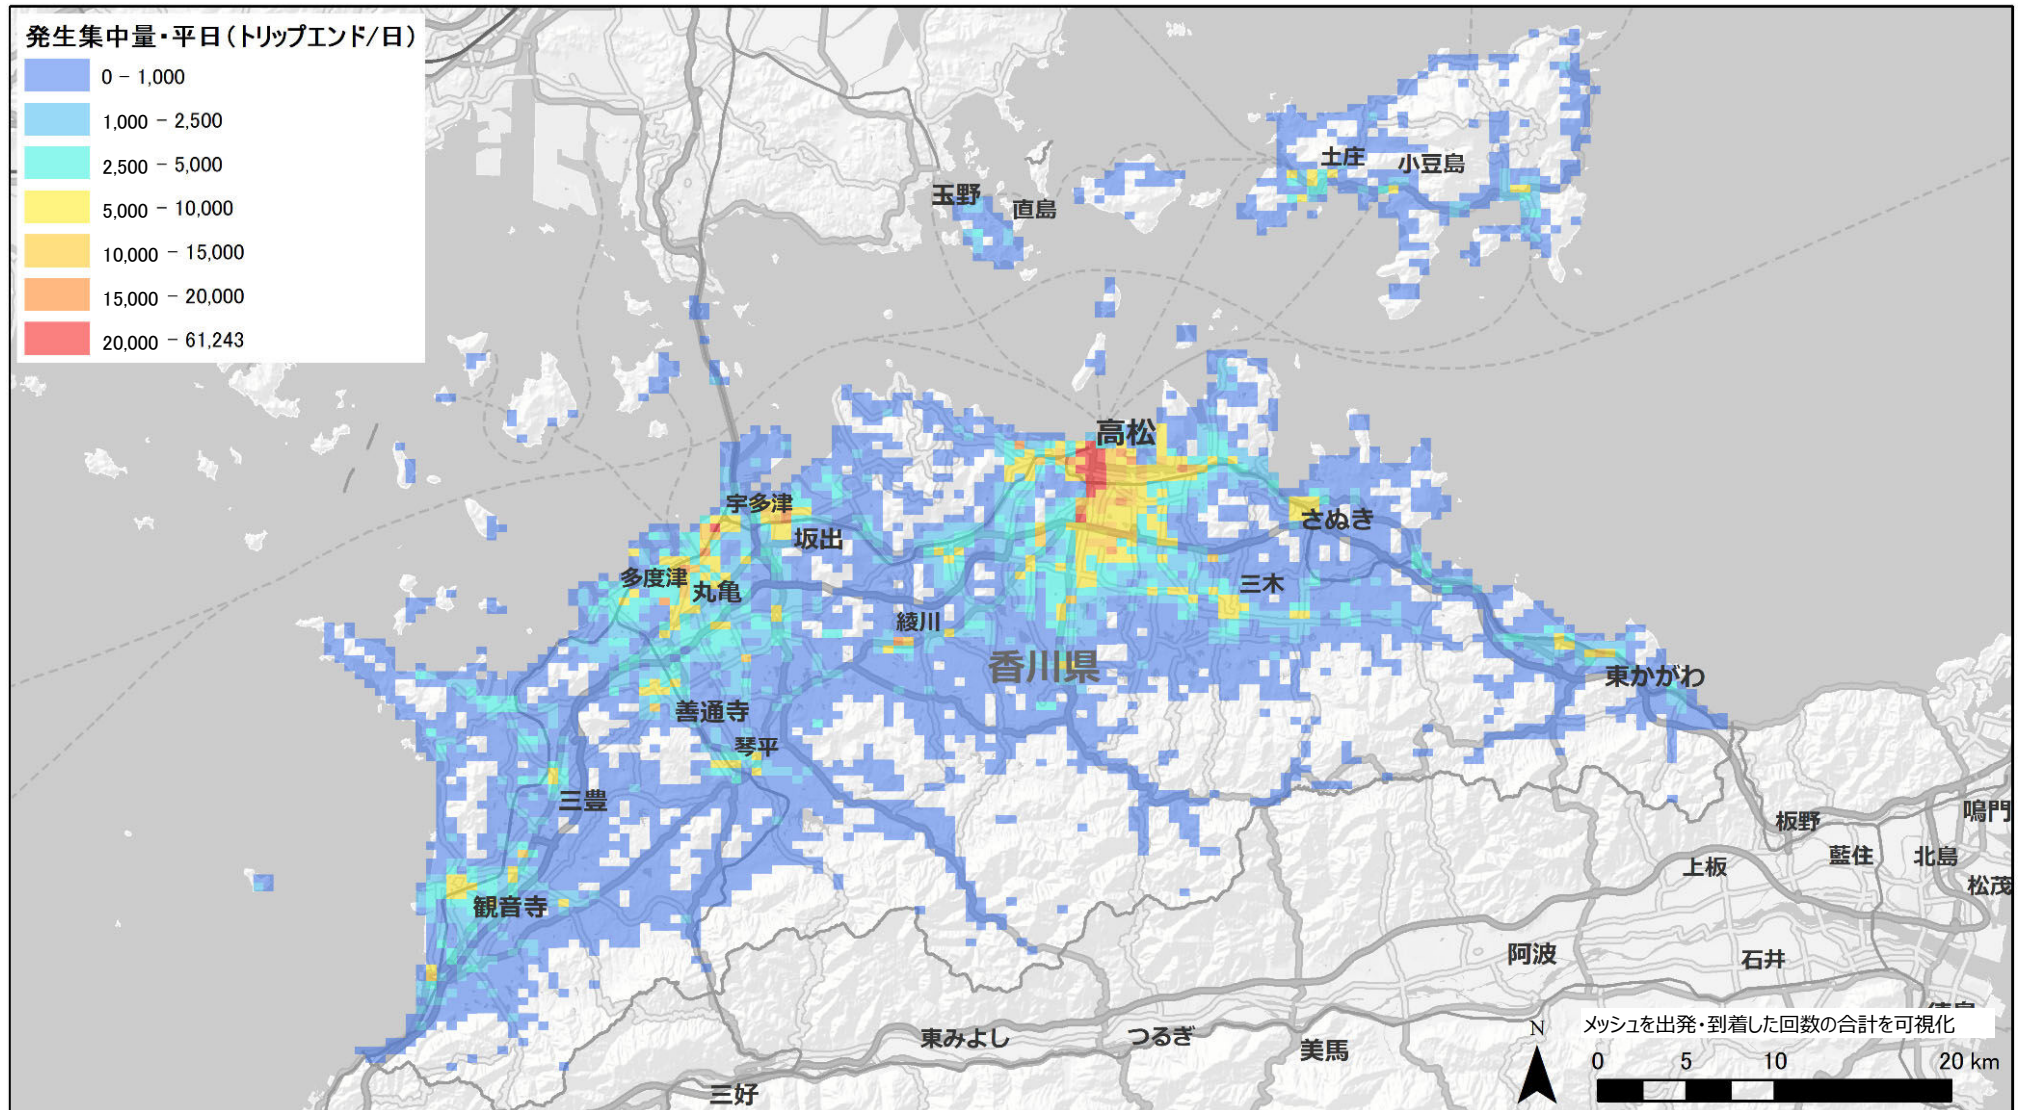 発生集中量・平日(トリップエンド/日)
0 − 1,000
1,000 − 2,500
2,500 − 5,000
5,000 − 10,000
10,000 − 15,000
15,000 − 20,000
20,000 − 61,243
土庄
小豆島
玉野
直島
高松
宇多津
坂出
さぬき
多度津
丸亀
三木
綾川
香川県
東かがわ
善通寺
琴平
三豊
板野
鳴門
上板
藍住
北島
松茂
観音寺
阿波
石井
東みよし
つるぎ
美馬
三好
N
メッシュを出発・到着した回数の合計を可視化
0 5 10 20 km